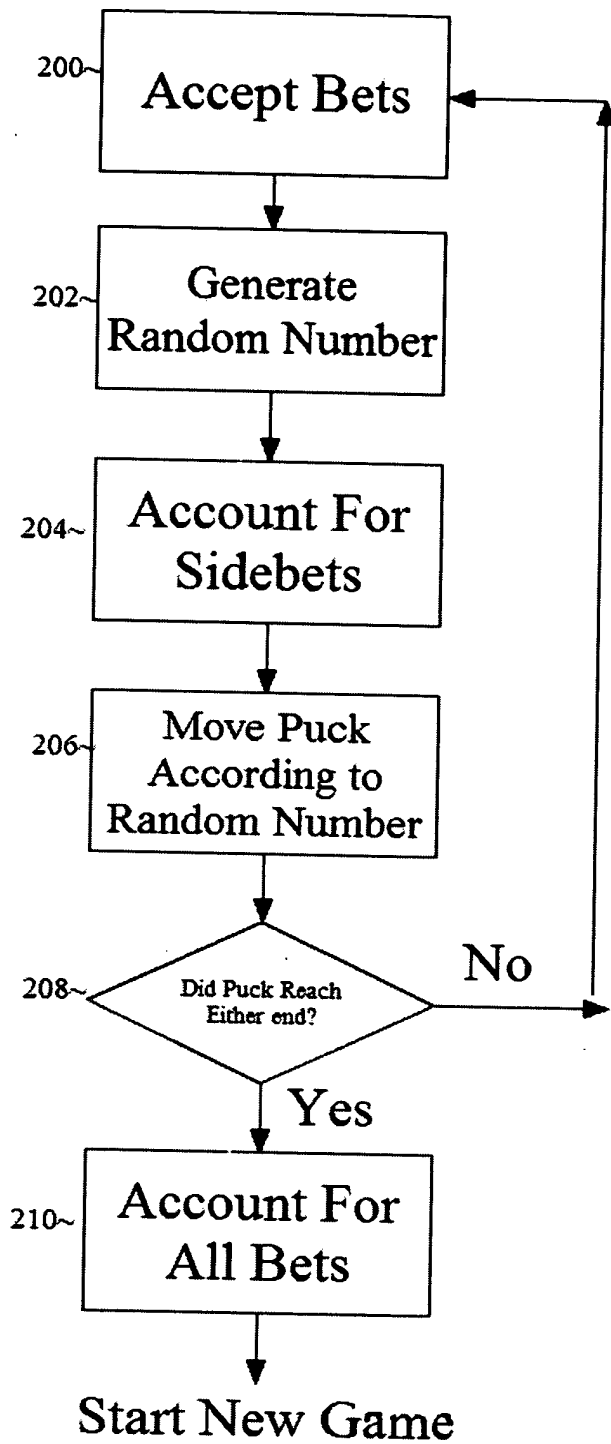 200~
Accept Bets
202~
Generate
Random Number
204~
Account For
Sidebets
206~
Move Puck
According to
Random Number
No
208~
Did Puck Reach
Either end?
Yes
210~
Account For
All Bets
Start New Game